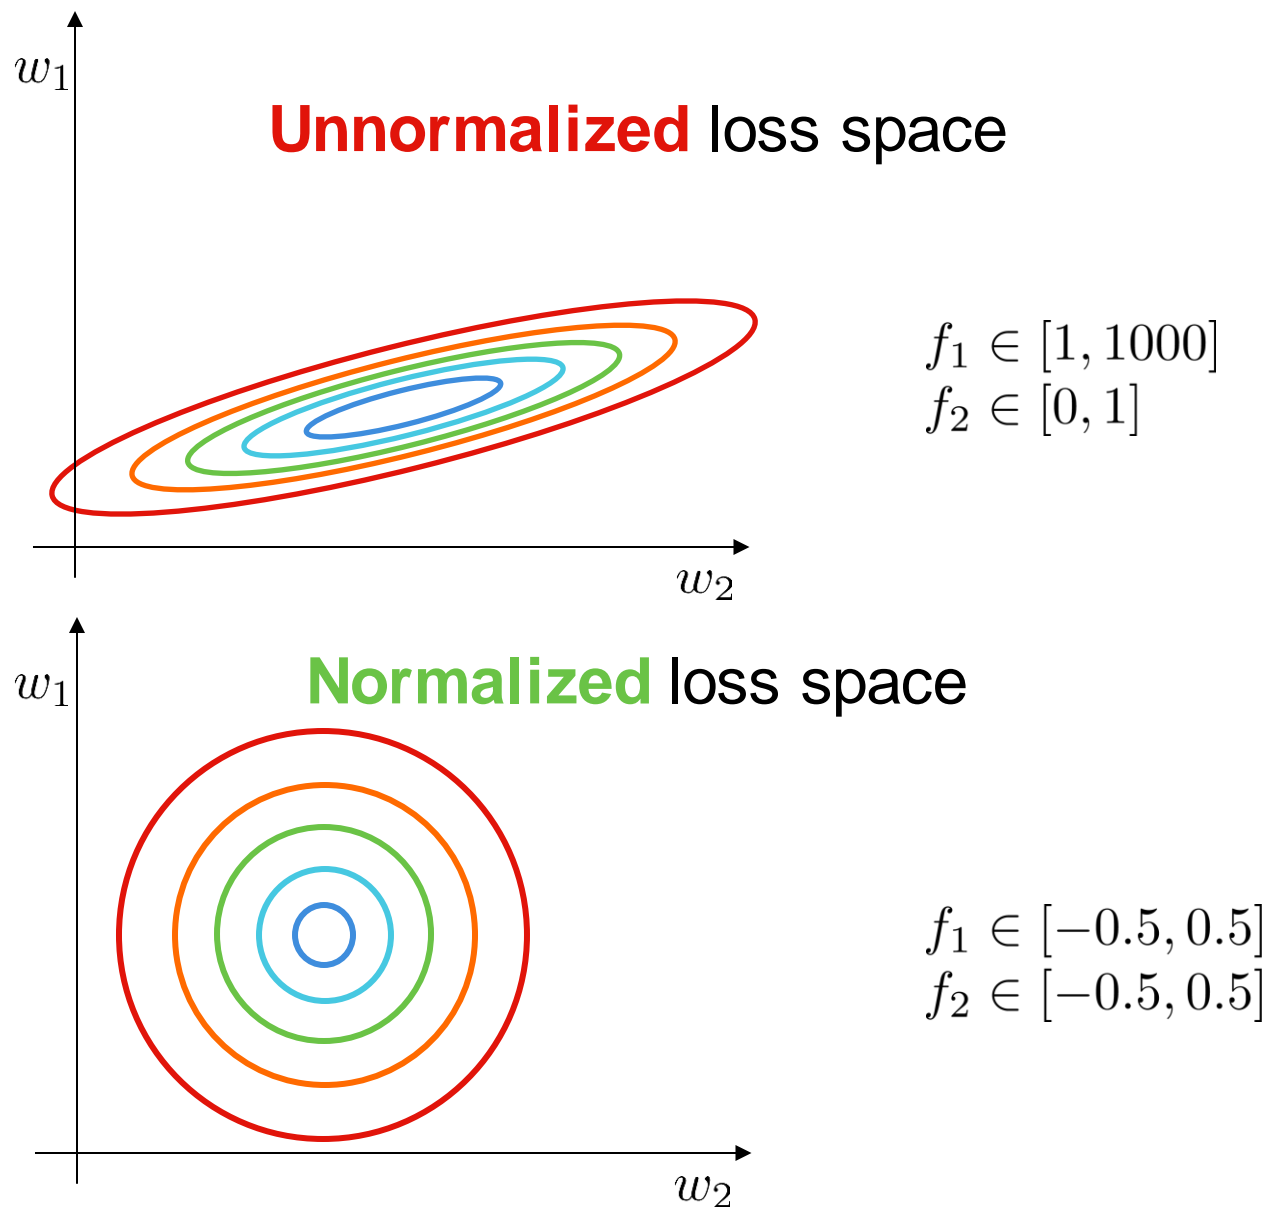 w₁
Unnormalized loss space
f₁ ∈ [1, 1000]
f₂ ∈ [0, 1]
w₂
w₁
Normalized loss space
f₁ ∈ [−0.5, 0.5]
f₂ ∈ [−0.5, 0.5]
w₂